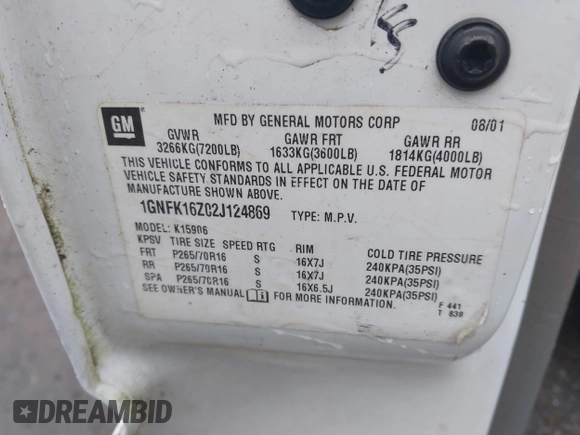 GM
MFD BY GENERAL MOTORS CORP 08/01
GVWR GAWR FRT GAWR RR
3266KG(7200LB) 1633KG(3600LB) 1814KG(4000LB)
THIS VEHICLE CONFORMS TO ALL APPLICABLE U.S. FEDERAL MOTOR
VEHICLE SAFETY STANDARDS IN EFFECT ON THE DATE OF
MANUFACTURE SHOWN ABOVE.
1GNFK16ZC2J124869 TYPE: M.P.V.
MODEL: K15906
KPSV TIRE SIZE SPEED RTG RIM COLD TIRE PRESSURE
FRT P265/70R16 S 16X7J 240KPA(35PSI)
RR P265/70R16 S 16X7J 240KPA(35PSI)
SPA P265/70R16 S 16X6.5J 240KPA(35PSI)
SEE OWNER'S MANUAL FOR MORE INFORMATION.
F 441
T 838
DREAMBID